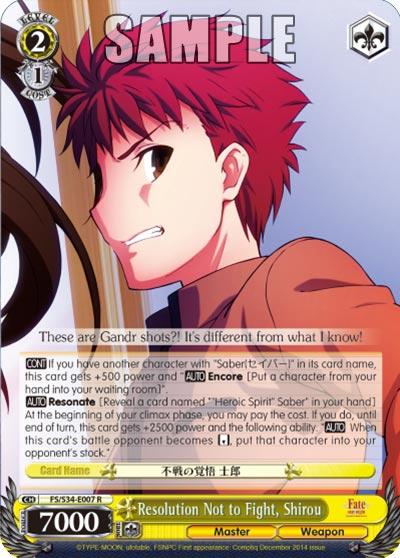 LEVEL
2
1
COST
SAMPLE
These are Gandr shots?! It's different from what I know!
CONT If you have another character with "Saber[セイバー]" in its card name,
this card gets +500 power and "AUTO Encore [Put a character from your
hand into your waiting room]".
AUTO Resonate [Reveal a card named ""Heroic Spirit" Saber" in your hand]
At the beginning of your climax phase, you may pay the cost. If you do, until
end of turn, this card gets +2500 power and the following ability. "AUTO When
this card's battle opponent becomes [ ], put that character into your
opponent's stock."
Card Name 不戦の覚悟 士郎
CH FS/S34-E007 R
Resolution Not to Fight, Shirou
POWER 7000
Master Weapon
Fate
©TYPE-MOON, ufotable, FSNPC First appearance: Comptiq December 2014 issue